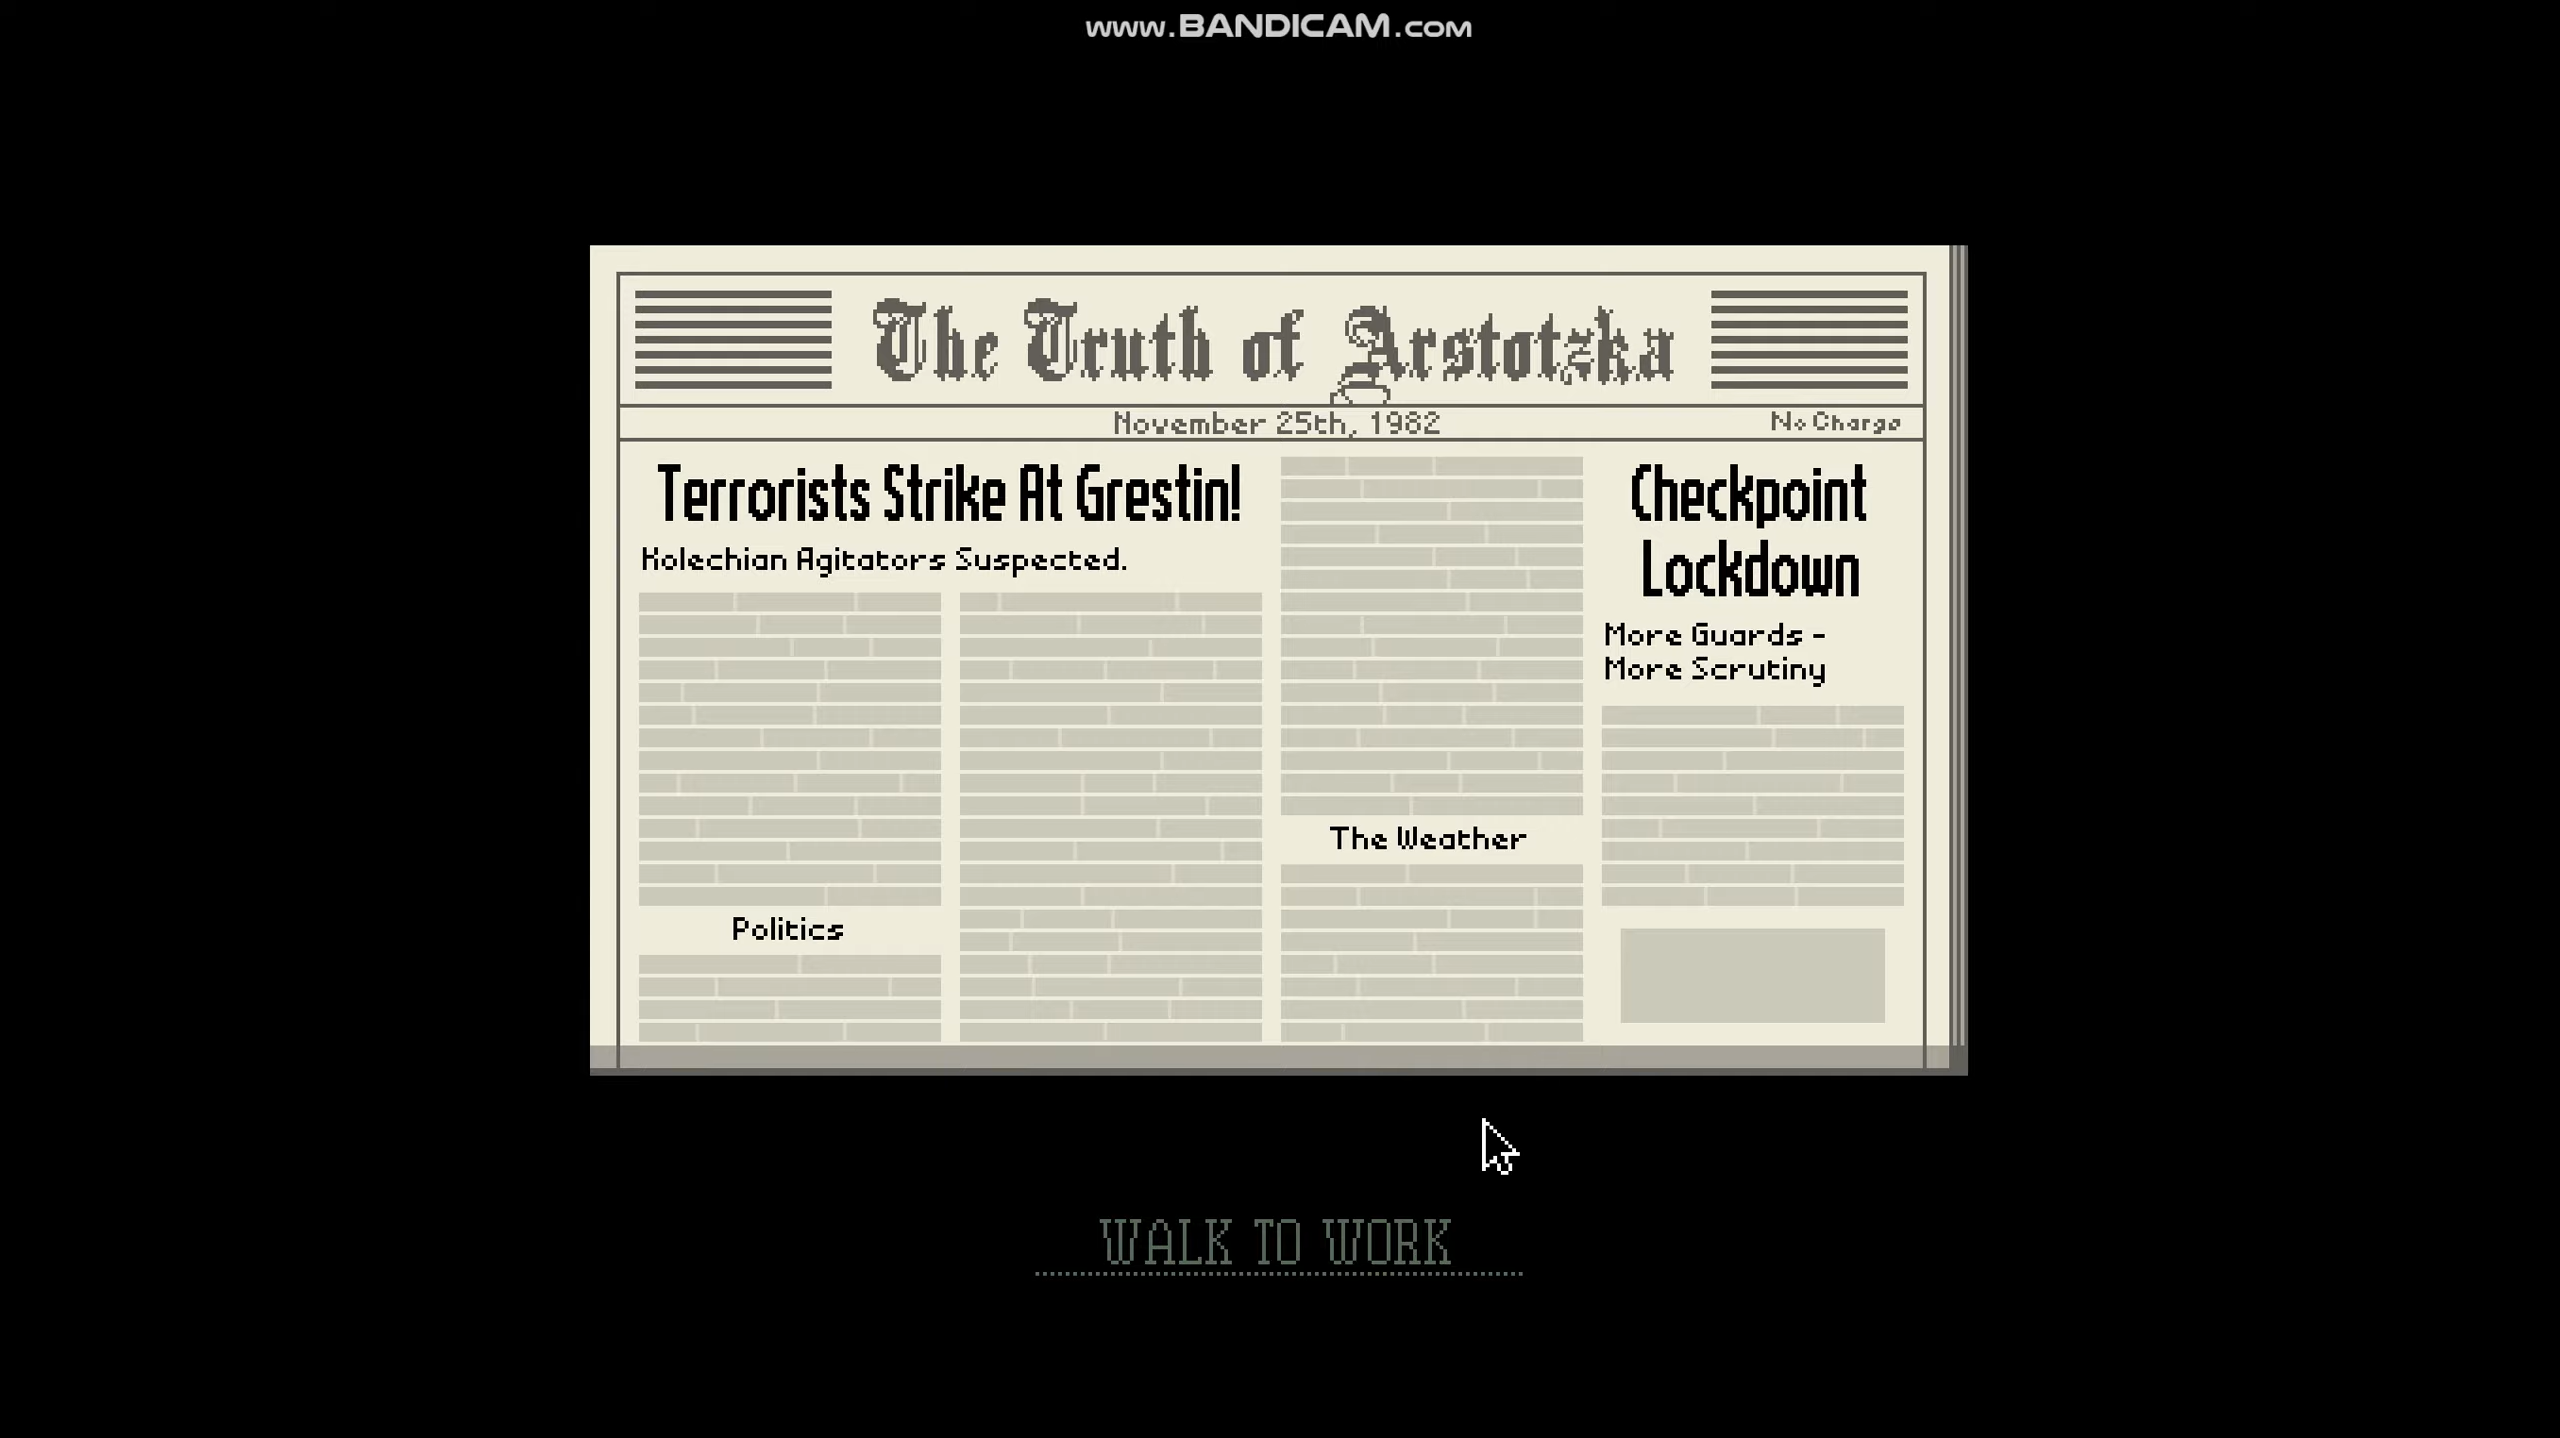 www.BANDICAM.com
The Truth of Arstotzka
November 25th, 1982
No Charge
Terrorists Strike At Grestin!
Kolechian Agitators Suspected.
Politics
The Weather
Checkpoint
Lockdown
More Guards -
More Scrutiny
WALK TO WORK